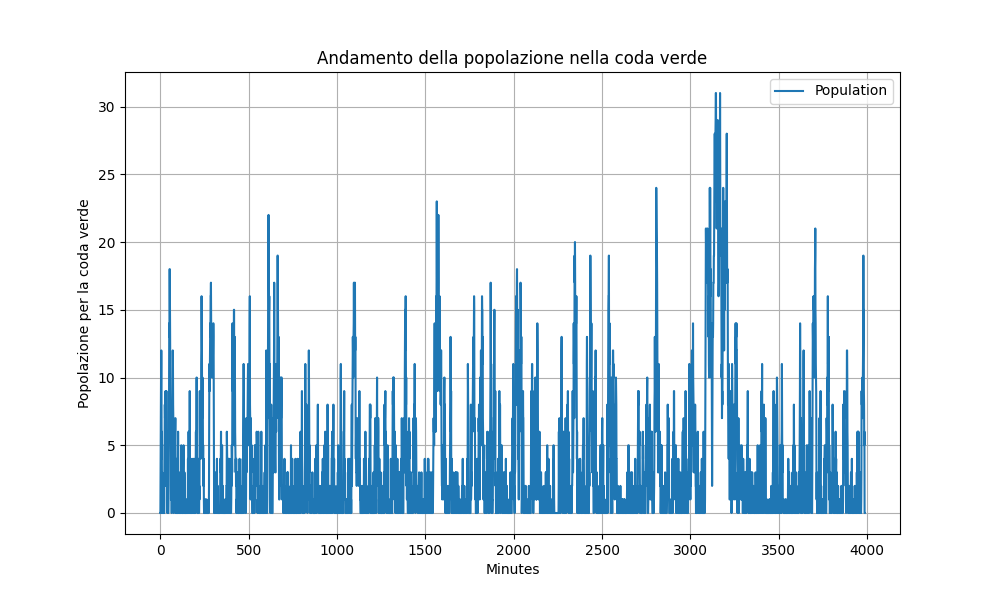 Andamento della popolazione nella coda verde
Population
Popolazione per la coda verde
30
25
20
15
10
5
0
0 500 1000 1500 2000 2500 3000 3500 4000
Minutes